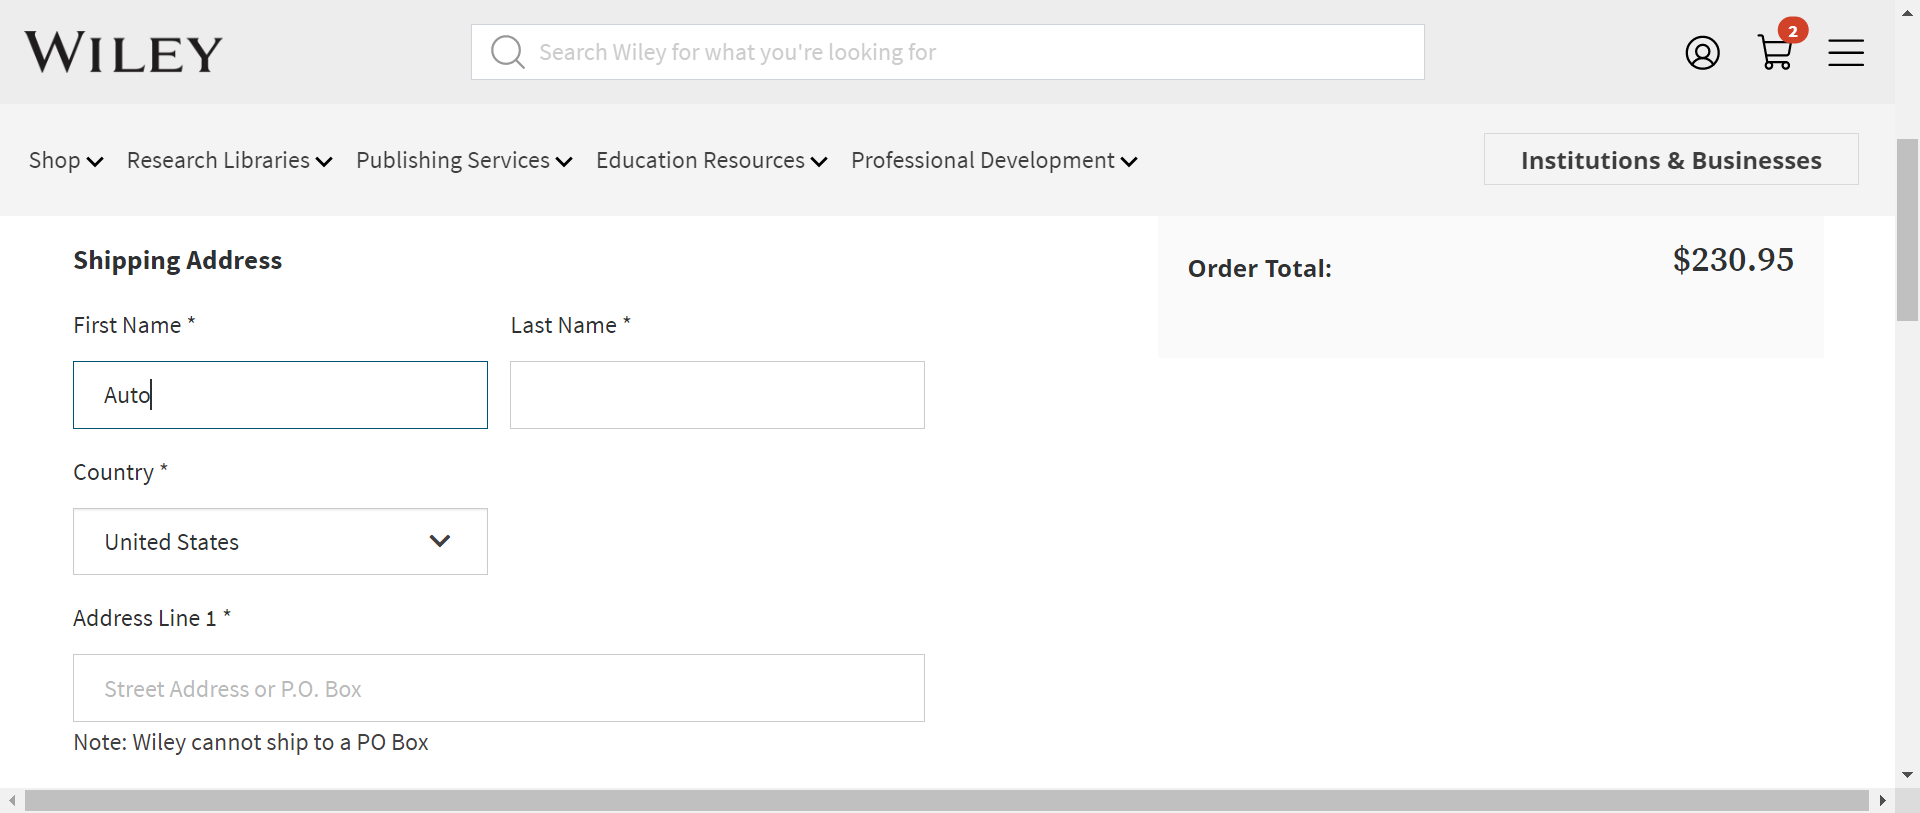 WILEY
Search Wiley for what you're looking for
2
Shop
Research Libraries
Publishing Services
Education Resources
Professional Development
Institutions & Businesses
Shipping Address
First Name *
Last Name *
Auto
Country *
United States
Address Line 1 *
Street Address or P.O. Box
Note: Wiley cannot ship to a PO Box
Order Total:
$230.95